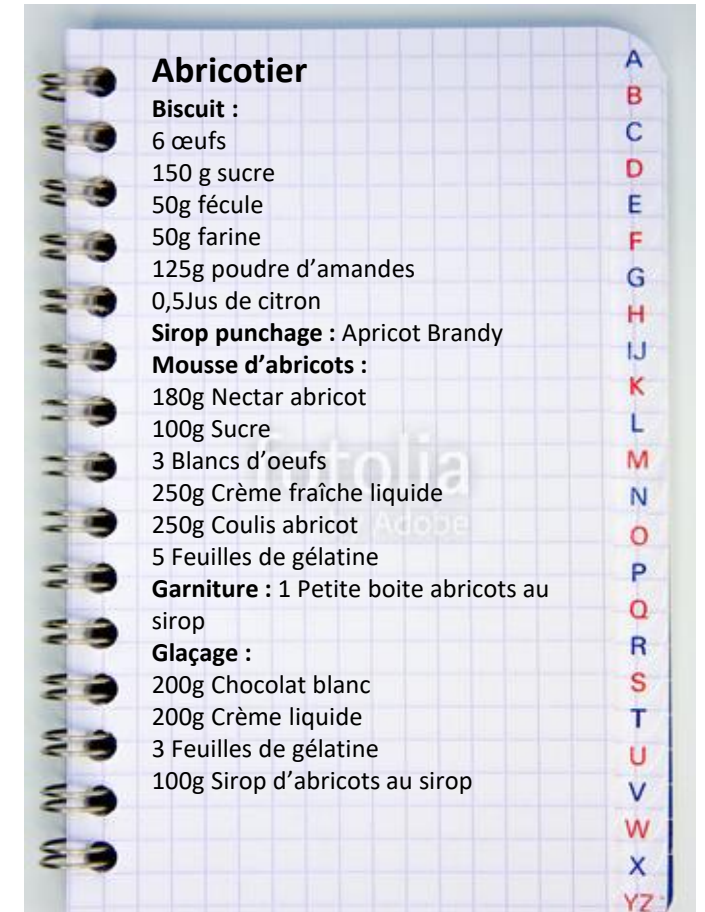 Abricotier
Biscuit :
6 œufs
150 g sucre
50g fécule
50g farine
125g poudre d’amandes
0,5Jus de citron
Sirop punchage : Apricot Brandy
Mousse d’abricots :
180g Nectar abricot
100g Sucre
3 Blancs d’oeufs
250g Crème fraîche liquide
250g Coulis abricot
5 Feuilles de gélatine
Garniture : 1 Petite boite abricots au
sirop
Glaçage :
200g Chocolat blanc
200g Crème liquide
3 Feuilles de gélatine
100g Sirop d’abricots au sirop
fotolia
by Adobe
A
B
C
D
E
F
G
H
IJ
K
L
M
N
O
P
Q
R
S
T
U
V
W
X
YZ